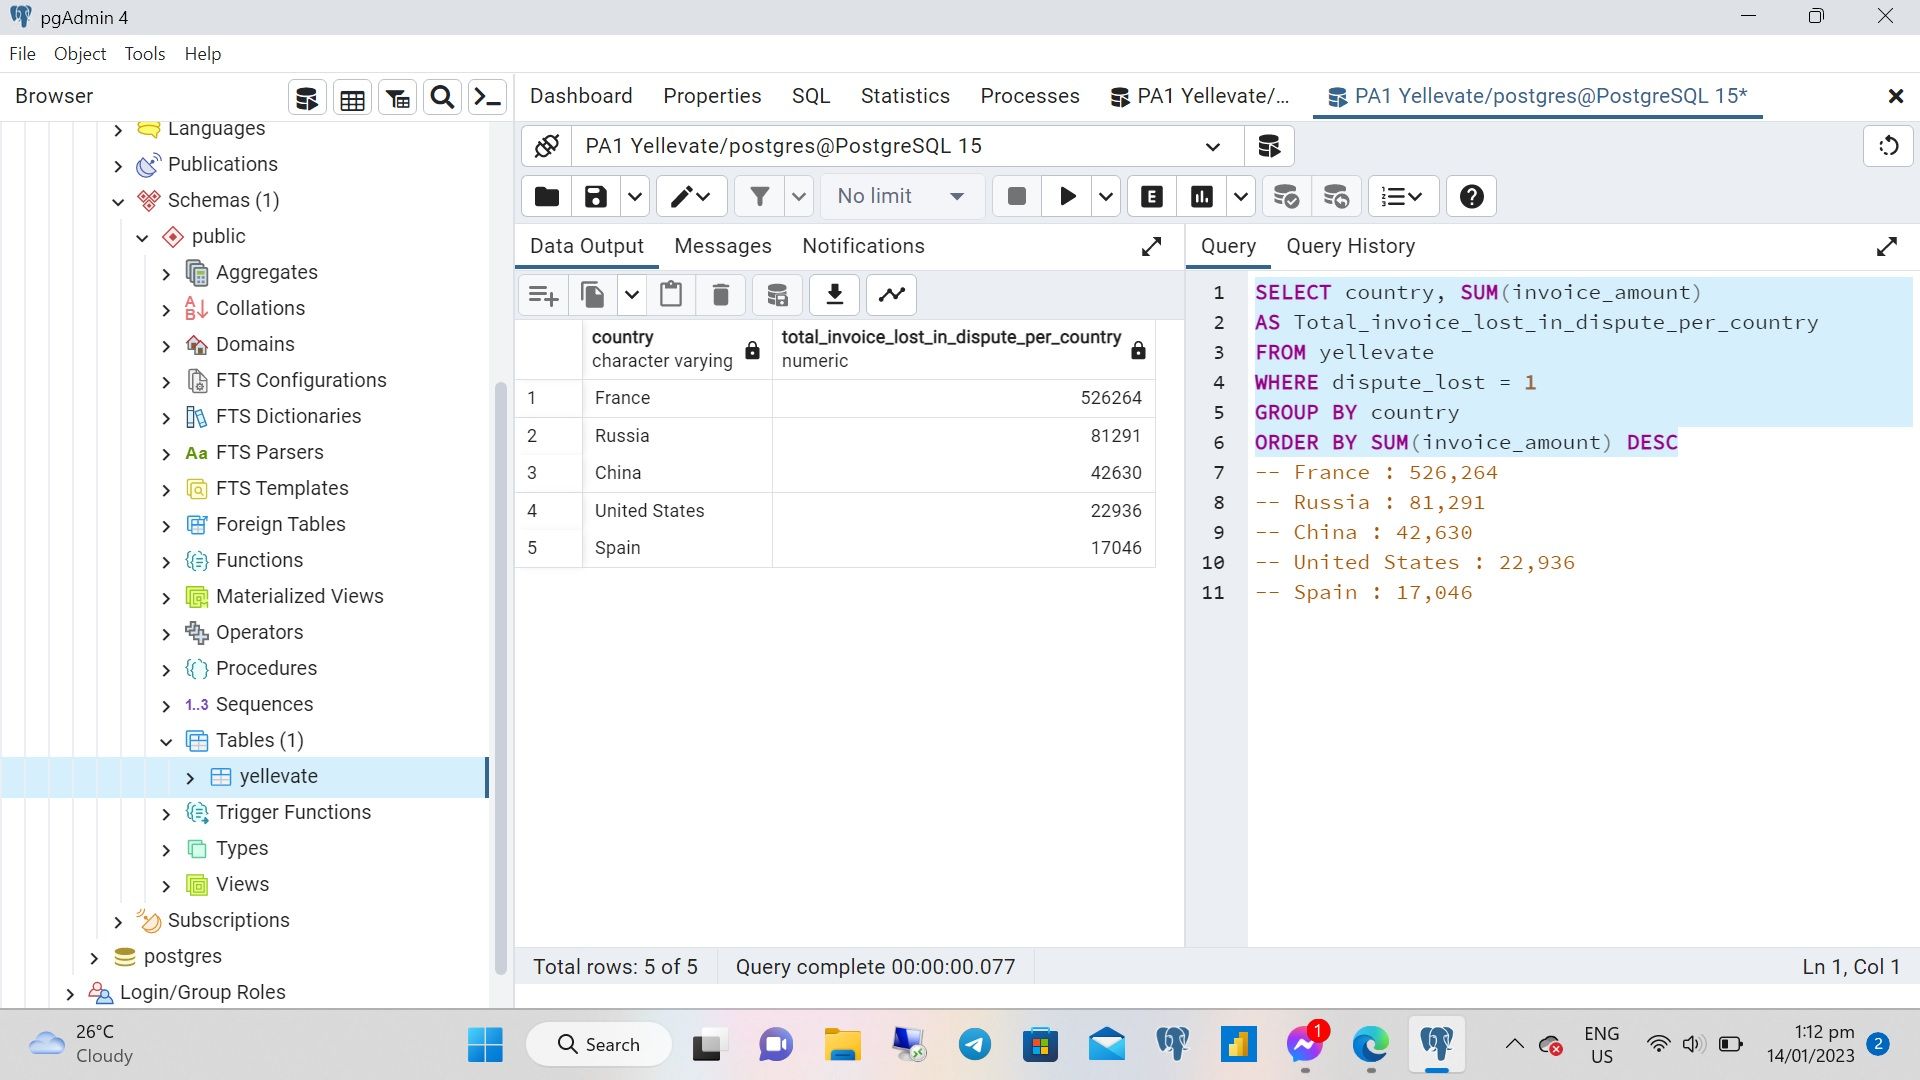 pgAdmin 4
File Object Tools Help
Browser
Dashboard Properties SQL Statistics Processes PA1 Yellevate/... PA1 Yellevate/postgres@PostgreSQL 15*
Languages
Publications
Schemas (1)
public
Aggregates
Collations
Domains
FTS Configurations
FTS Dictionaries
Aa FTS Parsers
FTS Templates
Foreign Tables
Functions
Materialized Views
Operators
Procedures
1..3 Sequences
Tables (1)
yellevate
Trigger Functions
Types
Views
Subscriptions
postgres
Login/Group Roles
PA1 Yellevate/postgres@PostgreSQL 15
No limit
E
Data Output Messages Notifications
country
character varying
total_invoice_lost_in_dispute_per_country
numeric
1 France 526264
2 Russia 81291
3 China 42630
4 United States 22936
5 Spain 17046
Total rows: 5 of 5 Query complete 00:00:00.077
Query Query History
1 SELECT country, SUM(invoice_amount)
2 AS Total_invoice_lost_in_dispute_per_country
3 FROM yellevate
4 WHERE dispute_lost = 1
5 GROUP BY country
6 ORDER BY SUM(invoice_amount) DESC
7 -- France : 526,264
8 -- Russia : 81,291
9 -- China : 42,630
10 -- United States : 22,936
11 -- Spain : 17,046
Ln 1, Col 1
26°C
Cloudy
Search
1
ENG
US
1:12 pm
14/01/2023
2